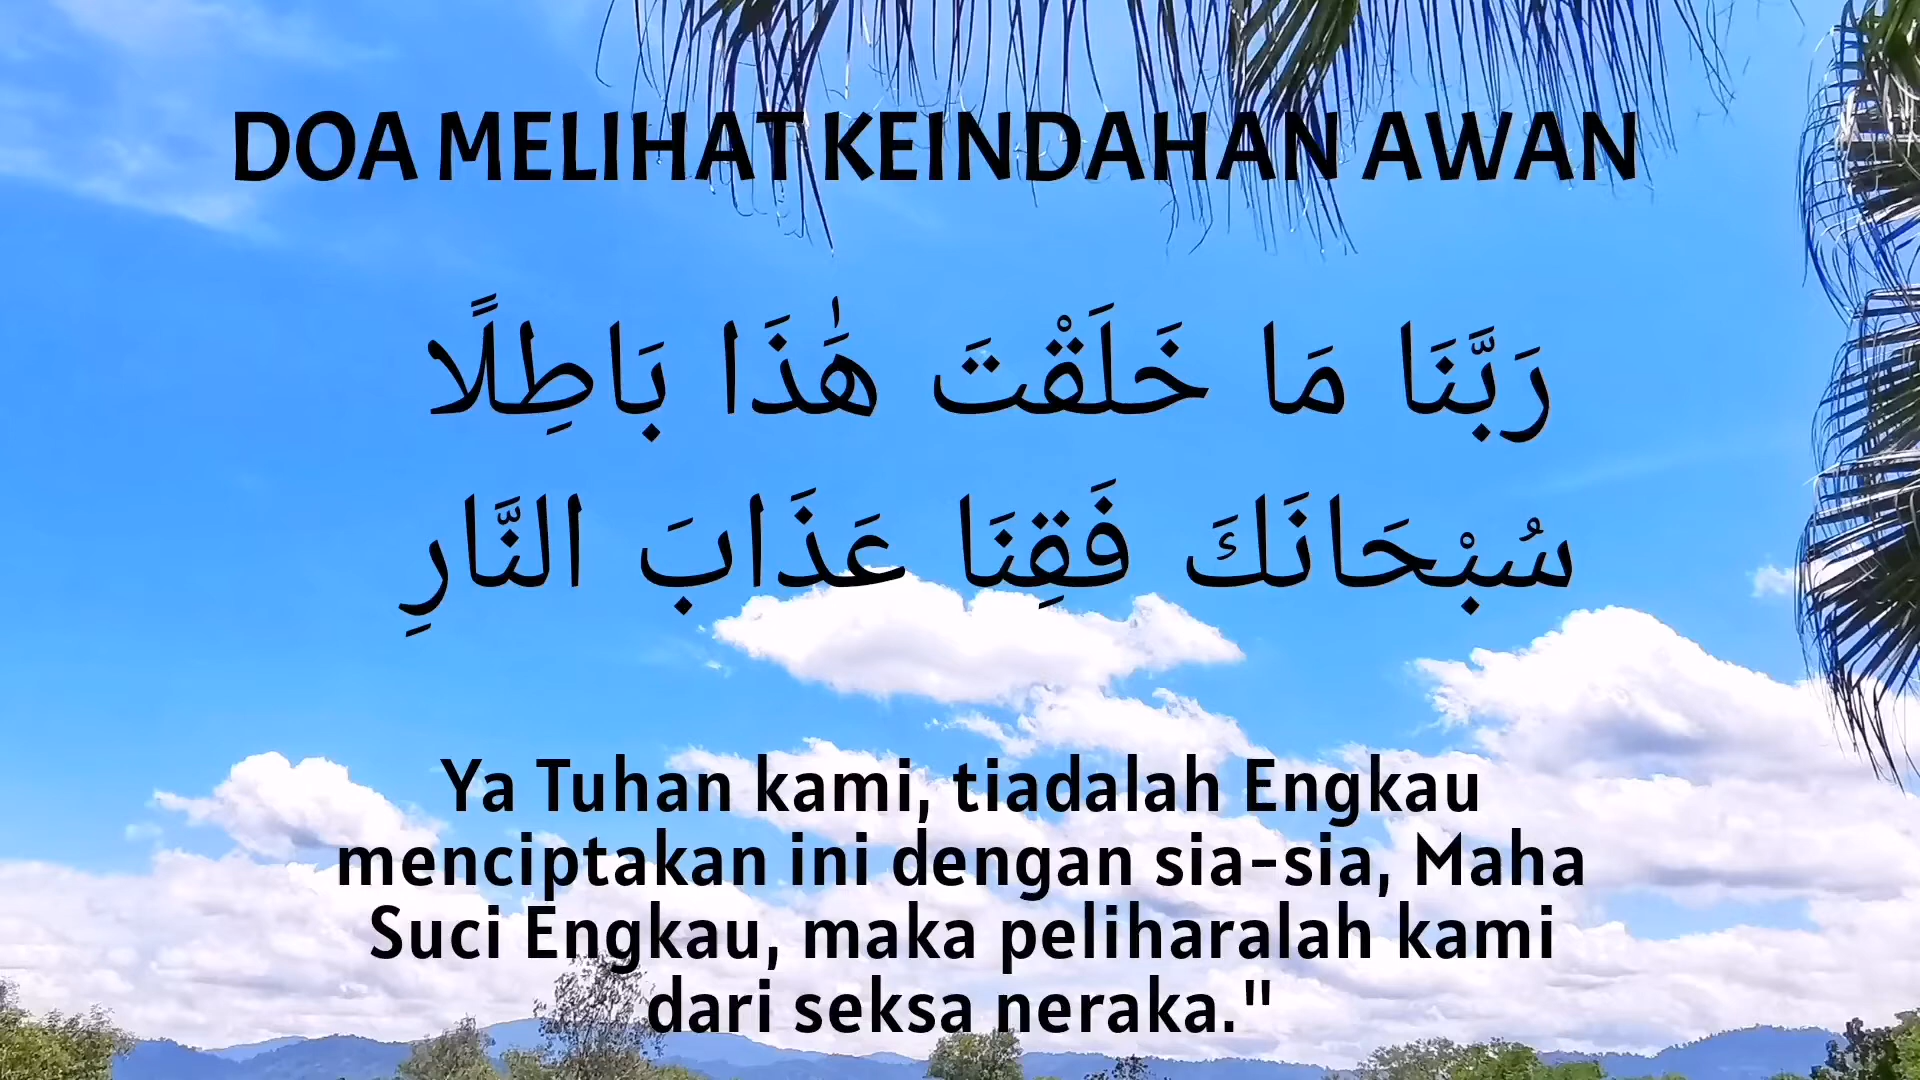 DOA MELIHAT KEINDAHAN AWAN
رَبَّنَا مَا خَلَقْتَ هَٰذَا بَاطِلًا
سُبْحَانَكَ فَقِنَا عَذَابَ النَّارِ
Ya Tuhan kami, tiadalah Engkau
menciptakan ini dengan sia-sia, Maha
Suci Engkau, maka peliharalah kami
dari seksa neraka."